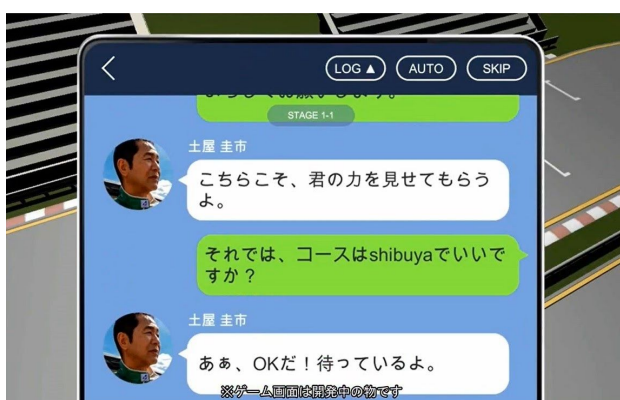 LOG ▲
AUTO
SKIP
STAGE 1-1
土屋 圭市
こちらこそ、君の力を見せてもらう
よ。
それでは、コースはshibuyaでいいで
すか？
土屋 圭市
あぁ、OKだ！待っているよ。
※ゲーム画面は開発中の物です